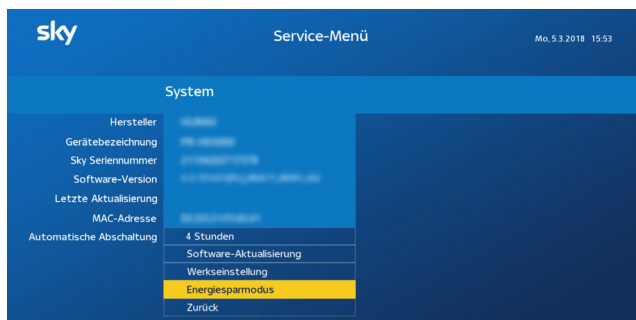 sky
Service-Menü
Mo, 5.3.2018 15:53
System
Hersteller
Gerätebezeichnung
Sky Seriennummer
Software-Version
Letzte Aktualisierung
MAC-Adresse
Automatische Abschaltung 4 Stunden
Software-Aktualisierung
Werkseinstellung
Energiesparmodus
Zurück